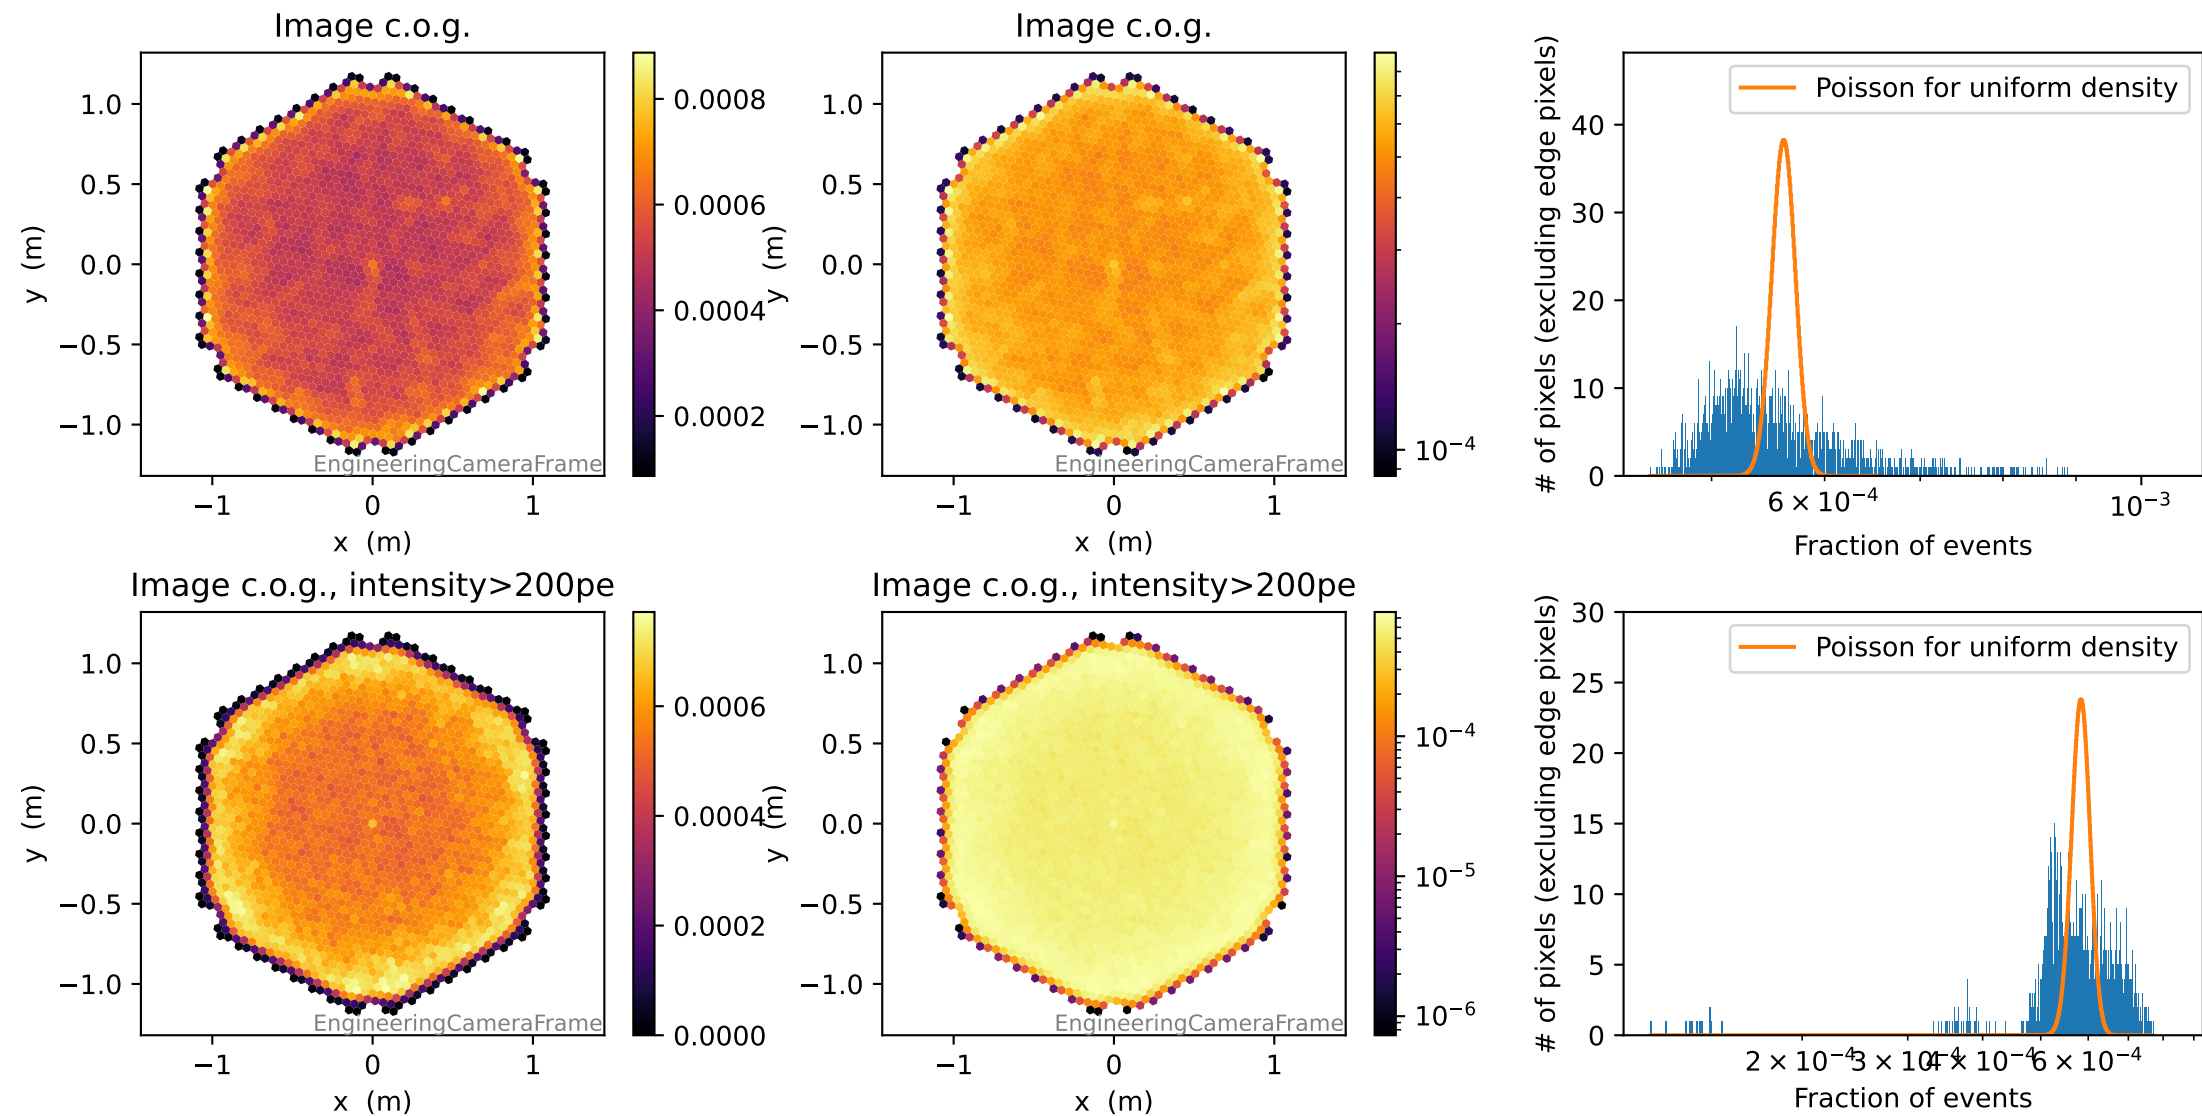 Image c.o.g.
1.0
0.5
0.0
−0.5
−1.0
y (m)
−1
0
1
x (m)
EngineeringCameraFrame
0.0008
0.0006
0.0004
0.0002
Image c.o.g.
1.0
0.5
0.0
−0.5
−1.0
y (m)
−1
0
1
x (m)
EngineeringCameraFrame
10⁻⁴
Poisson for uniform density
# of pixels (excluding edge pixels)
40
30
20
10
0
6 × 10⁻⁴
10⁻³
Fraction of events
Image c.o.g., intensity>200pe
1.0
0.5
0.0
−0.5
−1.0
y (m)
−1
0
1
x (m)
EngineeringCameraFrame
0.0006
0.0004
0.0002
0.0000
Image c.o.g., intensity>200pe
1.0
0.5
0.0
−0.5
−1.0
y (m)
−1
0
1
x (m)
EngineeringCameraFrame
10⁻⁴
10⁻⁵
10⁻⁶
Poisson for uniform density
# of pixels (excluding edge pixels)
30
25
20
15
10
5
0
2 × 10⁻⁴
3 × 10⁻⁴
4 × 10⁻⁴
6 × 10⁻⁴
Fraction of events